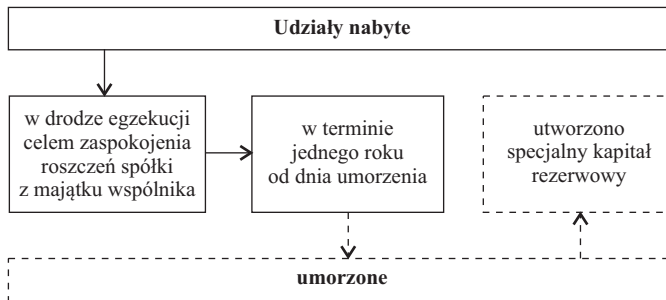 Udziały nabyte
w drodze egzekucji
celem zaspokojenia
roszczeń spółki
z majątku wspólnika
w terminie
jednego roku
od dnia umorzenia
utworzono
specjalny kapitał
rezerwowy
umorzone